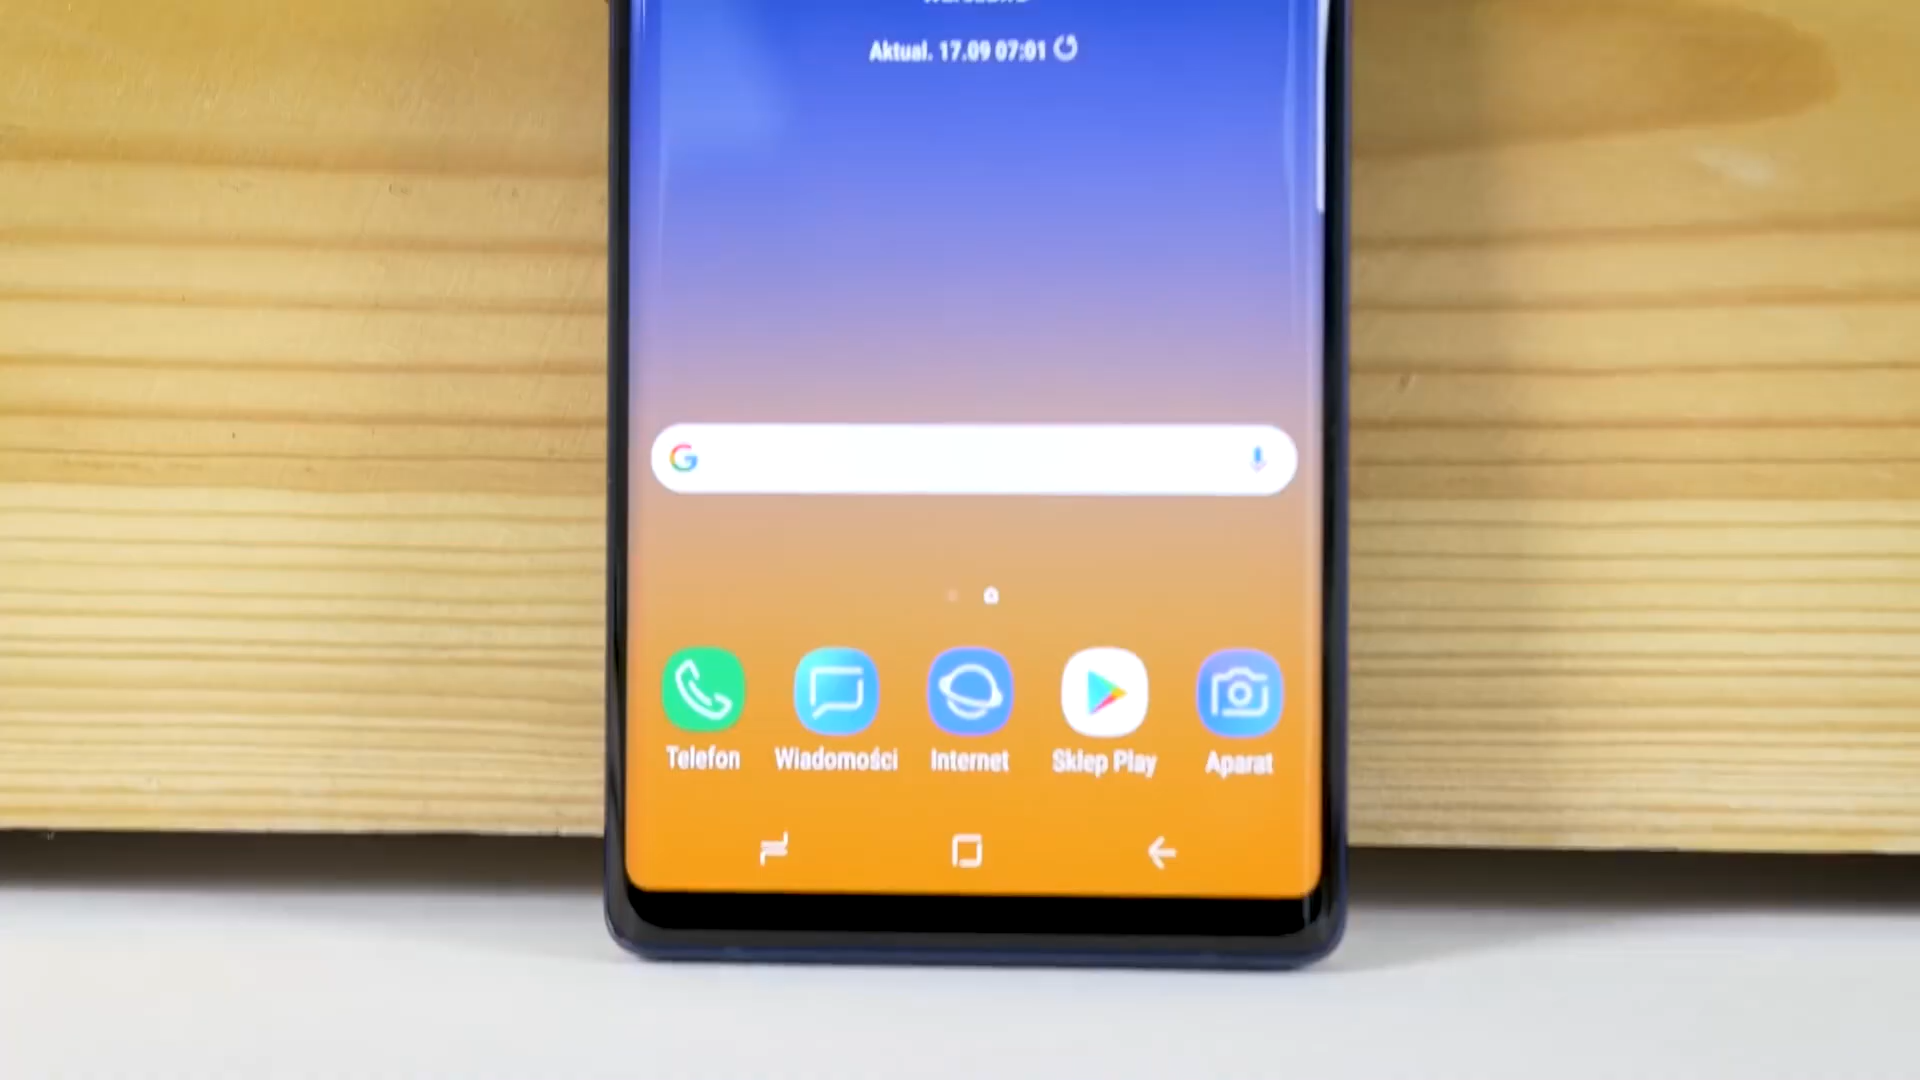 Aktual. 17.09 07:01
G
Telefon
Wiadomości
Internet
Sklep Play
Aparat